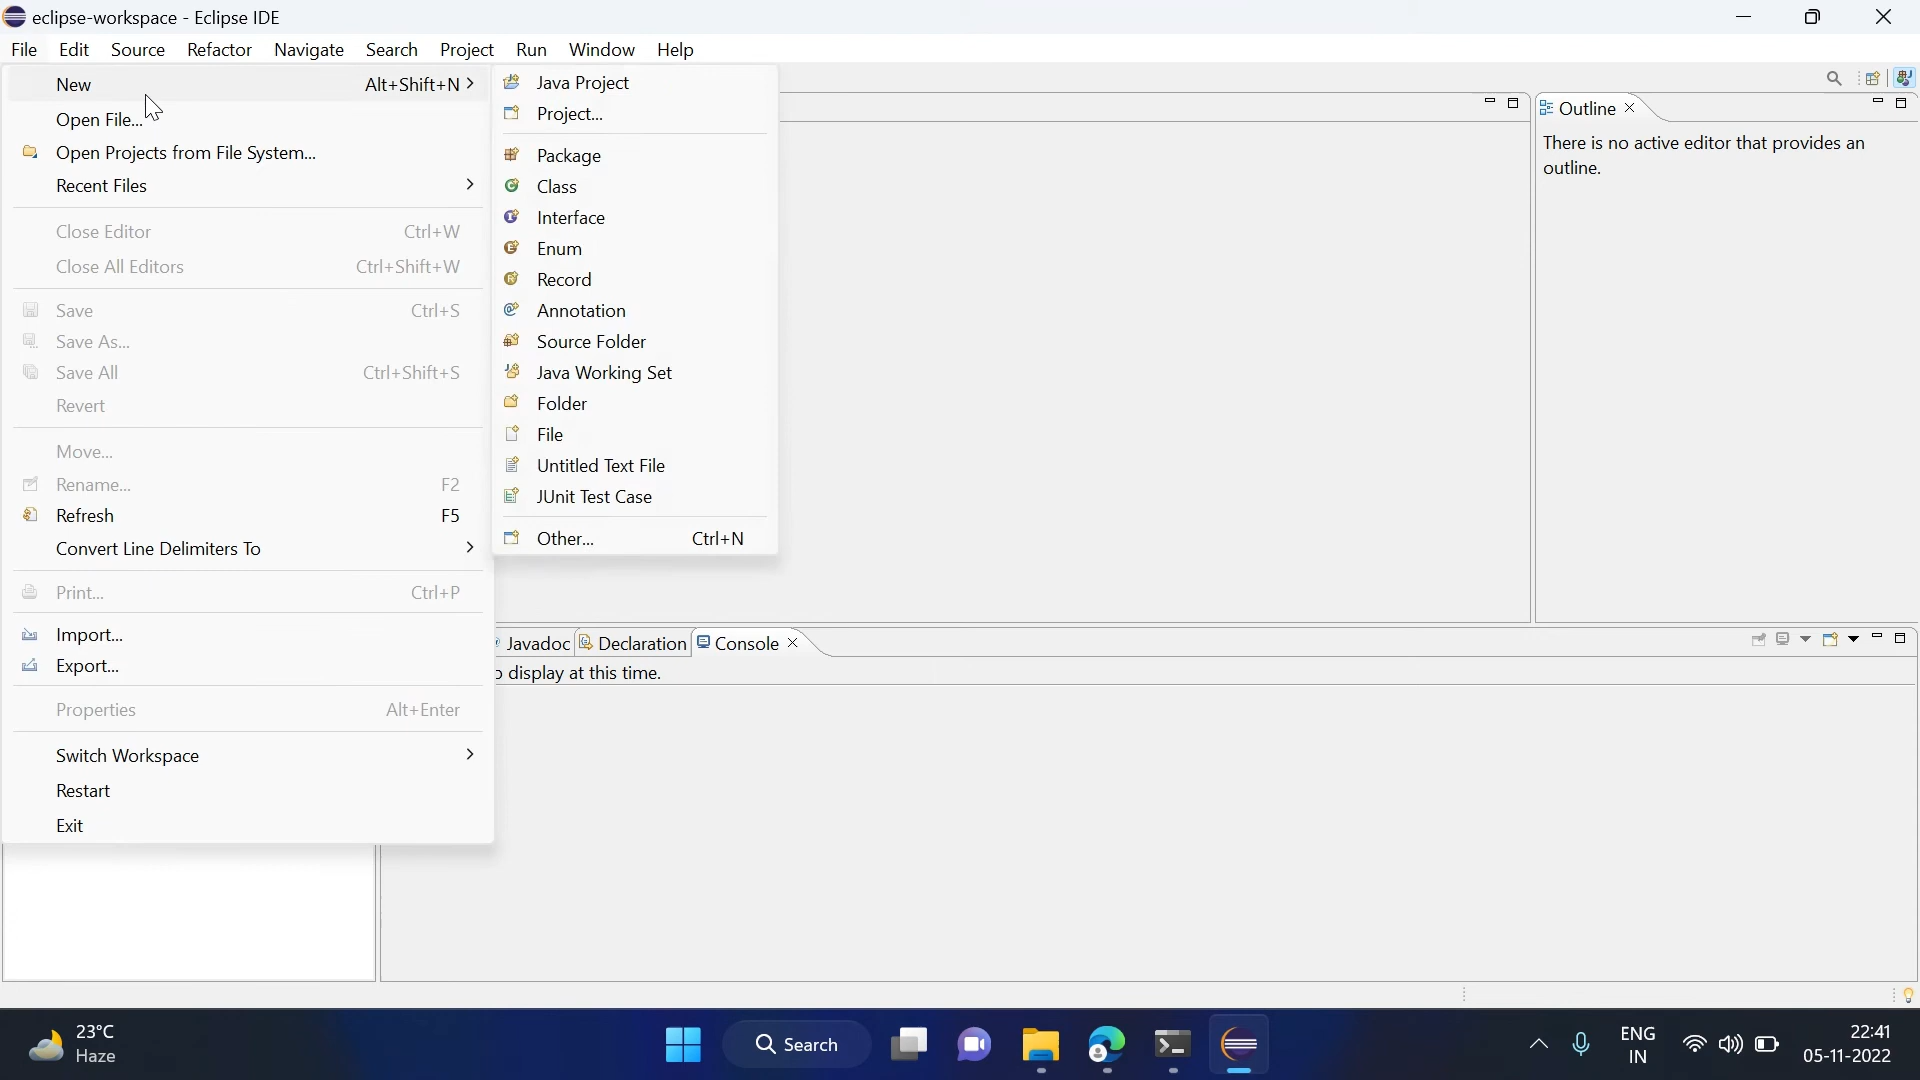 eclipse-workspace - Eclipse IDE
File Edit Source Refactor Navigate Search Project Run Window Help
New Alt+Shift+N
Open File...
Open Projects from File System...
Recent Files
Close Editor Ctrl+W
Close All Editors Ctrl+Shift+W
Save Ctrl+S
Save As...
Save All Ctrl+Shift+S
Revert
Move...
Rename... F2
Refresh F5
Convert Line Delimiters To
Print... Ctrl+P
Import...
Export...
Properties Alt+Enter
Switch Workspace
Restart
Exit
Java Project
Project...
Package
Class
Interface
Enum
Record
Annotation
Source Folder
Java Working Set
Folder
File
Untitled Text File
JUnit Test Case
Other... Ctrl+N
Outline
There is no active editor that provides an
outline.
Javadoc Declaration Console
display at this time.
23°C
Haze
Search
ENG
IN
22:41
05-11-2022